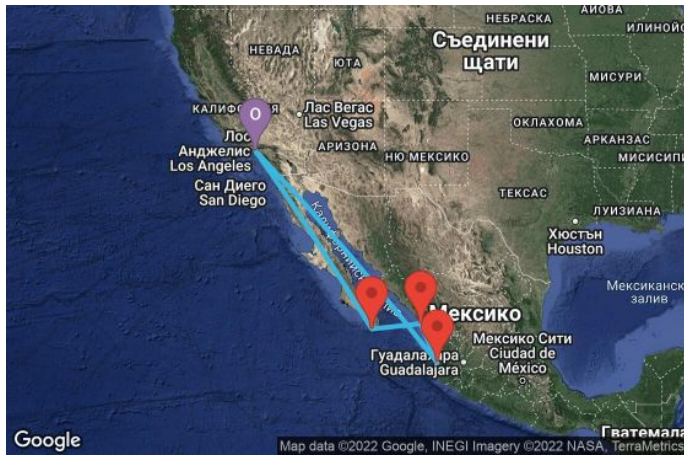 НЕБРАСКА
АЙОВА
ИЛИНОЙС
НЕВАДА
ЮТА
Съединени
щати
МИСУРИ
КАЛИФОРНИЯ
O
Лас Вегас
Las Vegas
ОКЛАХОМА
АРКАНЗАС
МИСИСИПИ
Лос
Анджелис
Los Angeles
АРИЗОНА
НЮ МЕКСИКО
Сан Диего
San Diego
ТЕКСАС
ЛУИЗИАНА
Хюстън
Houston
Мексиканск
залив
Мексико
Мексико Сити
Ciudad de
México
Гуадалахара
Guadalajara
Гватемала
Google
Map data ©2022 Google, INEGI Imagery ©2022 NASA, TerraMetrics